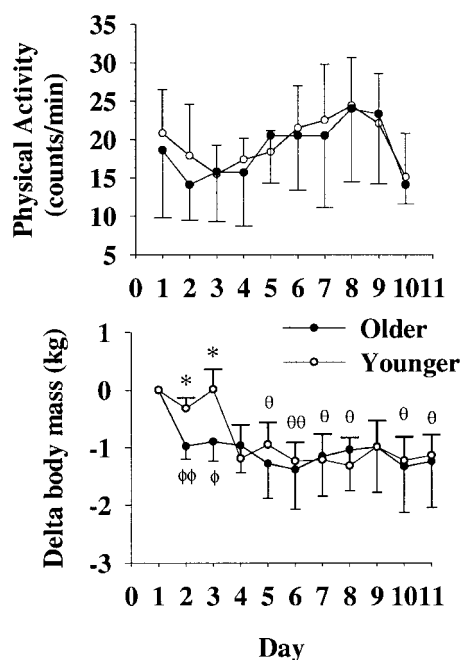 Physical Activity
(counts/min)
35
30
25
20
15
10
5
0 1 2 3 4 5 6 7 8 9 1011
Older
Younger
Delta body mass (kg)
0
-1
-2
-3
* *
θ θθ θ θ θ θ
ϕϕ ϕ
0 1 2 3 4 5 6 7 8 9 1011
Day